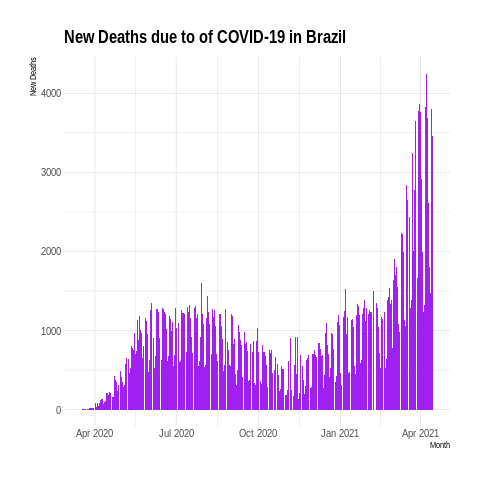 New Deaths due to of COVID-19 in Brazil
New Deaths
4000
3000
2000
1000
0
Apr 2020 Jul 2020 Oct 2020 Jan 2021 Apr 2021
Month